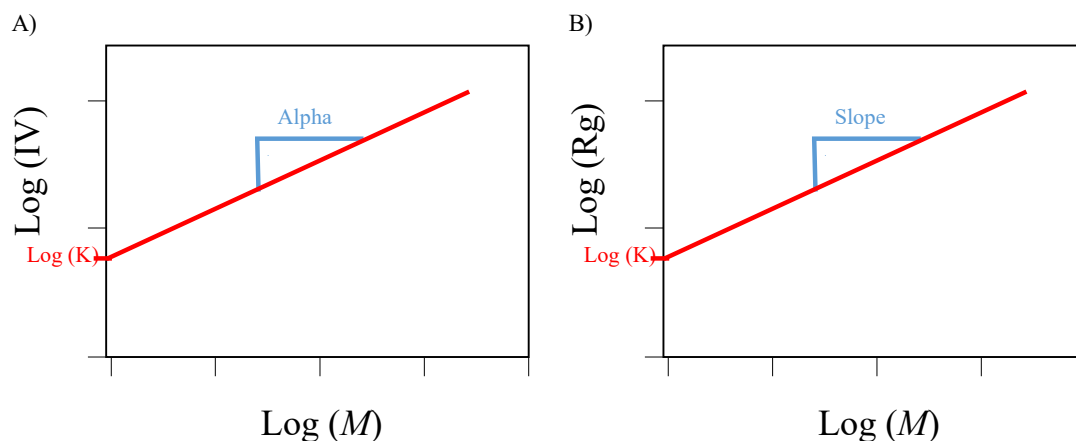 A)
Log (IV)
Alpha
Log (K)
Log (M)
B)
Log (Rg)
Slope
Log (K)
Log (M)